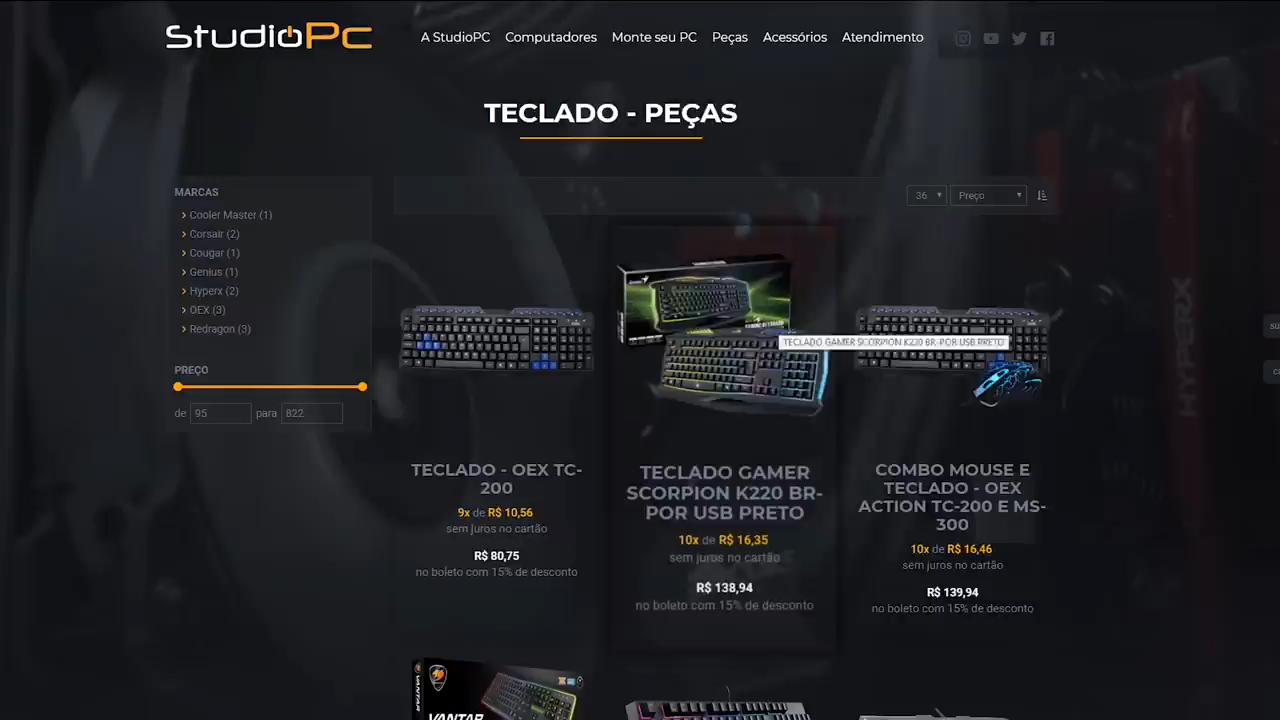 StudioPc
A StudioPC
Computadores
Monte seu PC
Peças
Acessórios
Atendimento
TECLADO - PEÇAS
MARCAS
Cooler Master (1)
Corsair (2)
Cougar (1)
Genius (1)
Hyperx (2)
OEX (3)
Redragon (3)
PREÇO
de 95 para 822
36
Preço
TECLADO GAMER SCORPION K220 BR-POR USB PRETO
TECLADO - OEX TC-
200
9x de R$ 10,56
sem juros no cartão
R$ 80,75
no boleto com 15% de desconto
TECLADO GAMER
SCORPION K220 BR-
POR USB PRETO
10x de R$ 16,35
sem juros no cartão
R$ 138,94
no boleto com 15% de desconto
COMBO MOUSE E
TECLADO - OEX
ACTION TC-200 E MS-
300
10x de R$ 16,46
sem juros no cartão
R$ 139,94
no boleto com 15% de desconto
VANTAR
VANTAR
HYPERX